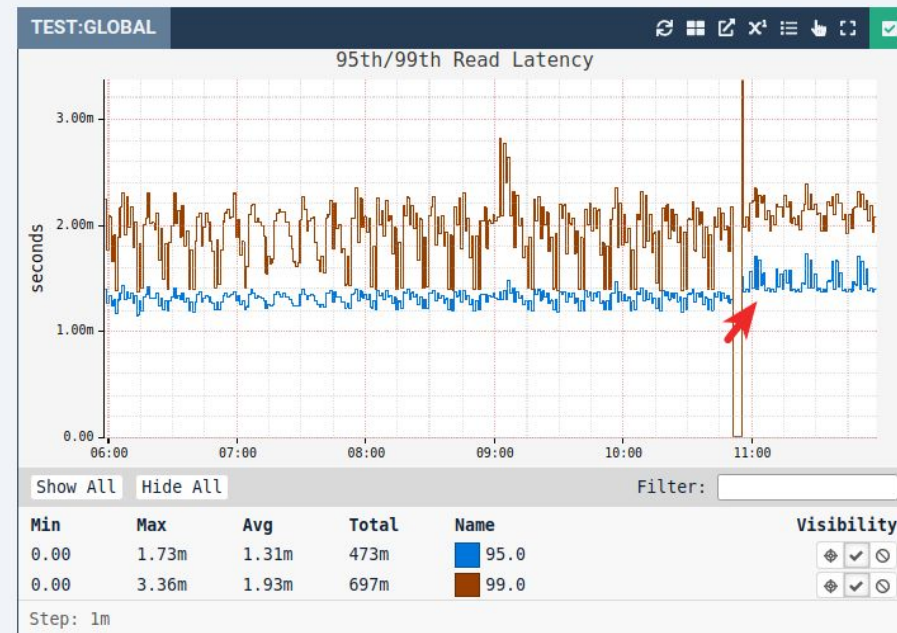 TEST:GLOBAL
X¹
95th/99th Read Latency
seconds
3.00m
2.00m
1.00m
0.00
06:00 07:00 08:00 09:00 10:00 11:00
Show All Hide All Filter:
Min Max Avg Total Name Visibility
0.00 1.73m 1.31m 473m 95.0
0.00 3.36m 1.93m 697m 99.0
Step: 1m